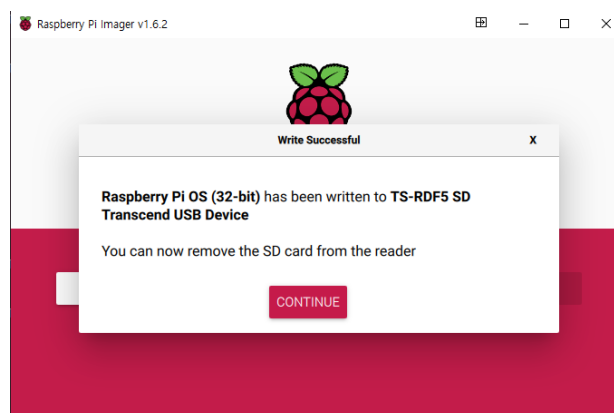 Raspberry Pi Imager v1.6.2
Write Successful
X
Raspberry Pi OS (32-bit) has been written to TS-RDF5 SD
Transcend USB Device
You can now remove the SD card from the reader
CONTINUE